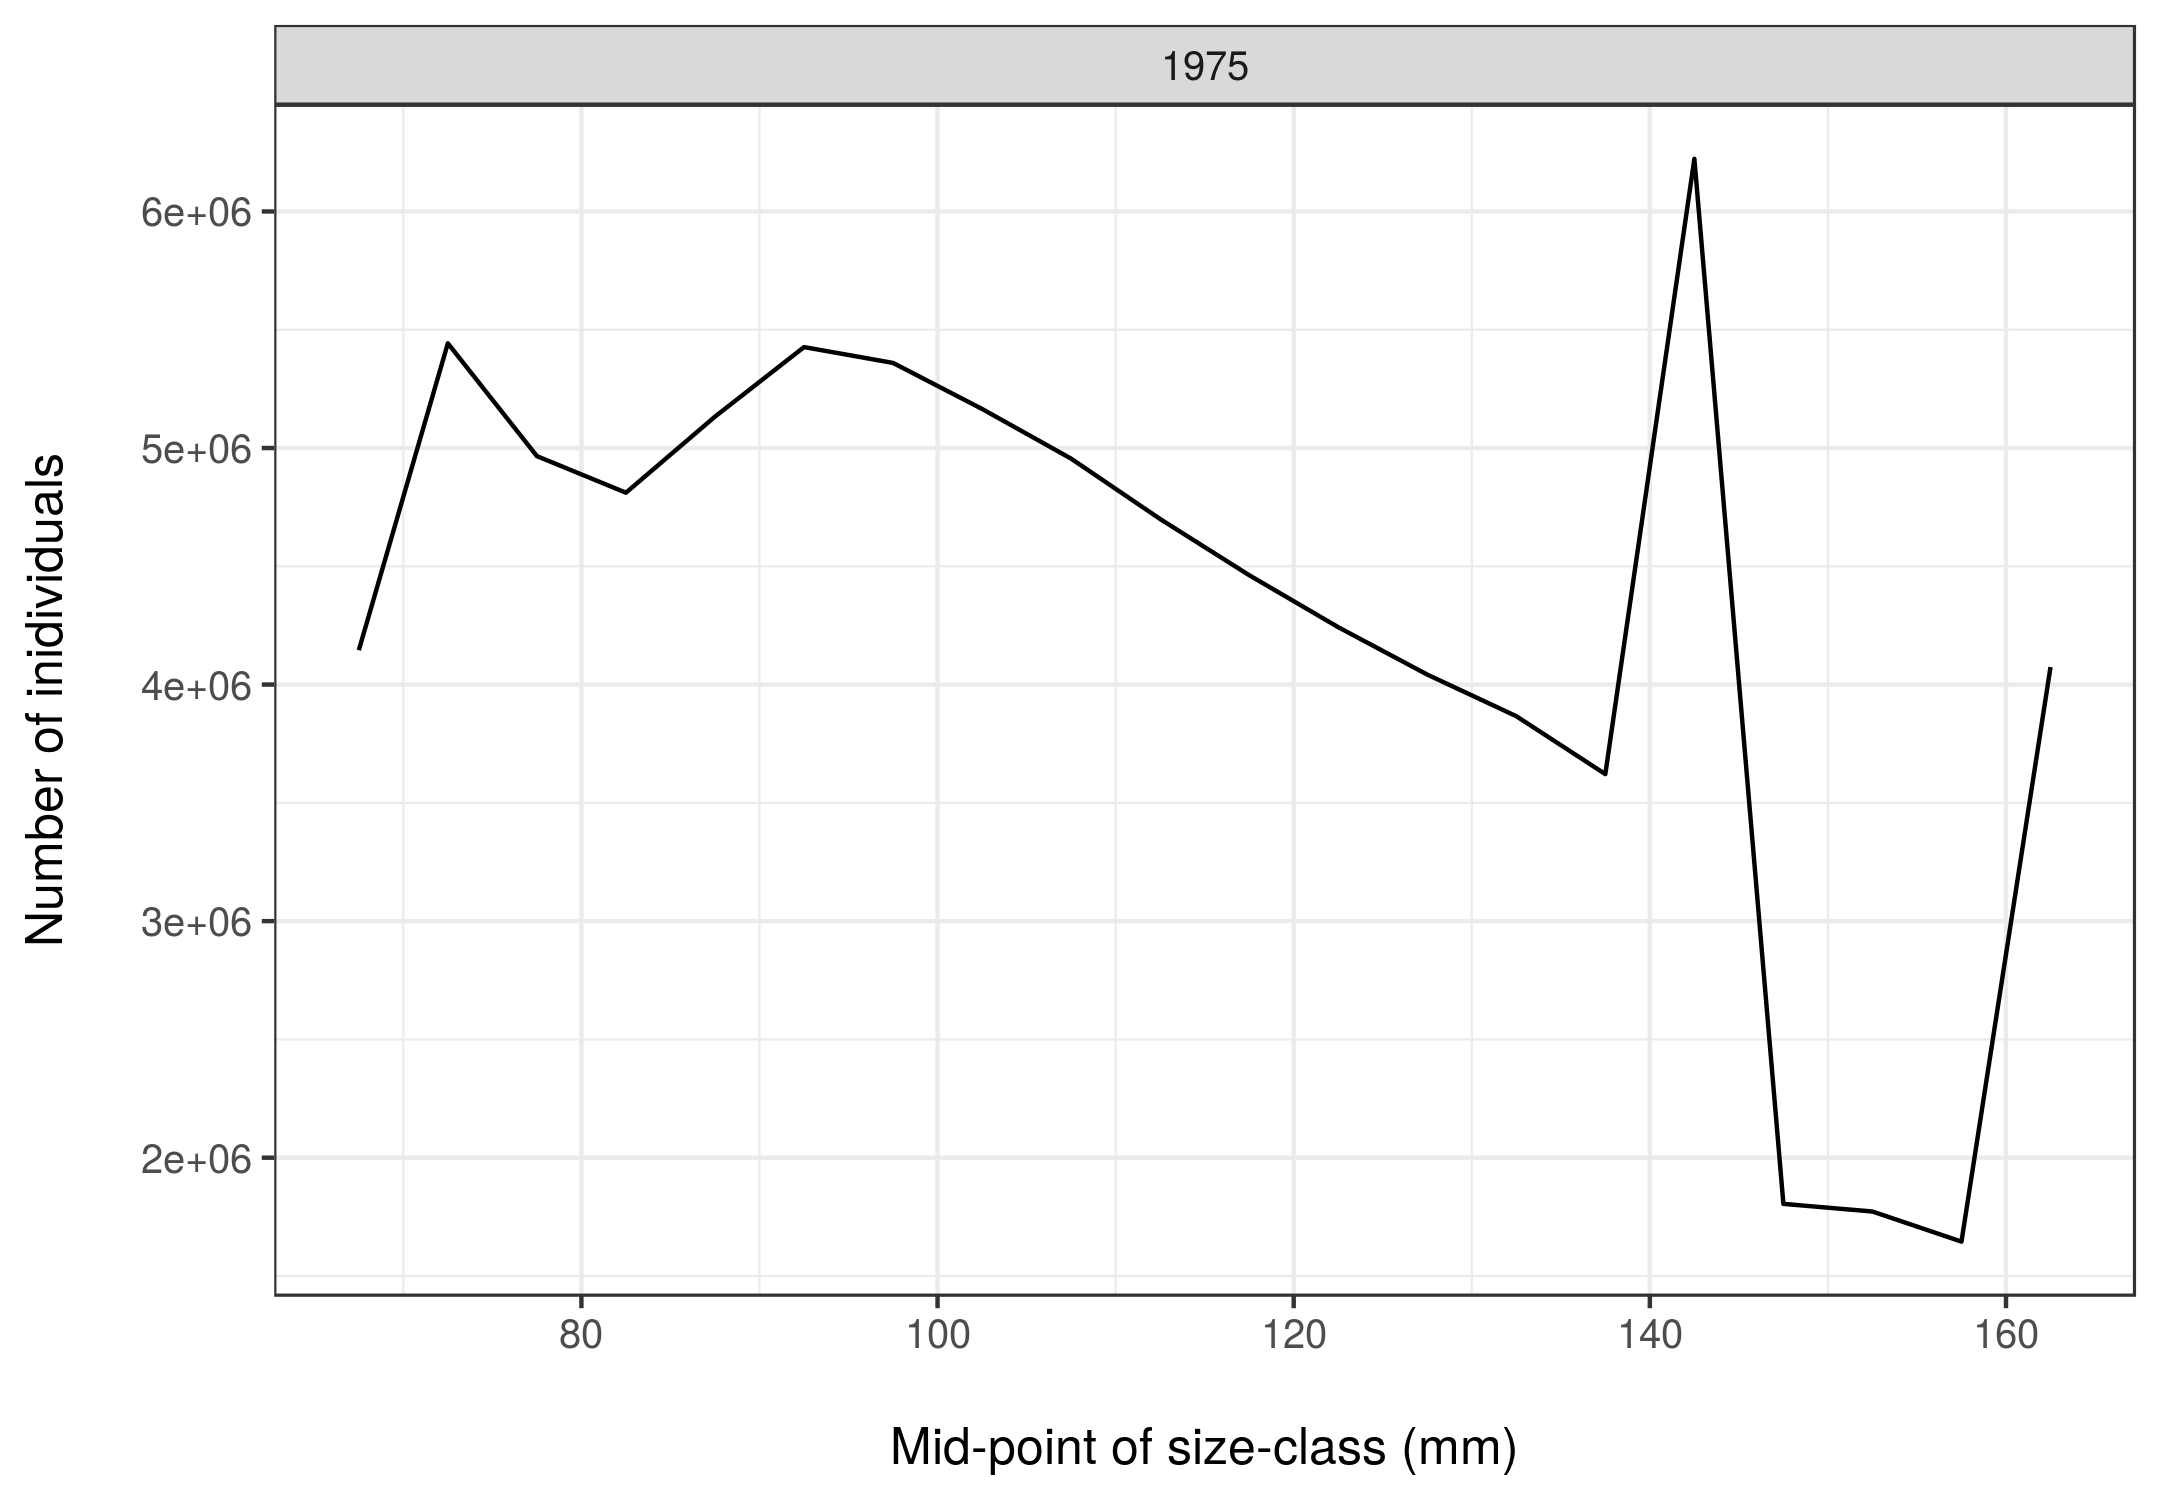 1975
6e+06
5e+06
4e+06
3e+06
2e+06
Number of inidividuals
80 100 120 140 160
Mid-point of size-class (mm)